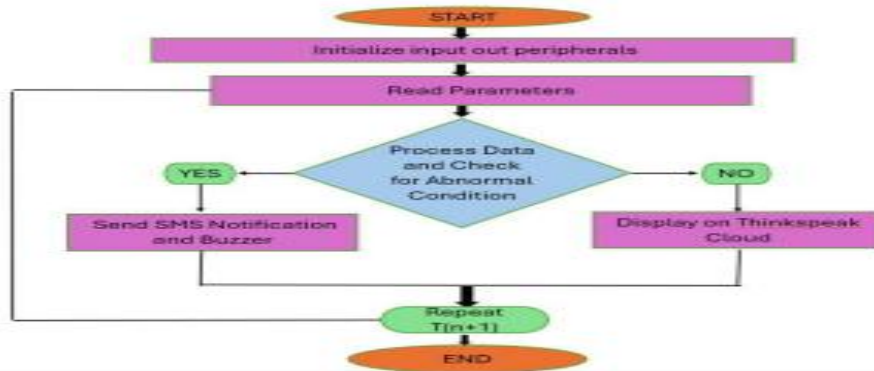 START
Initialize input out peripherals
Read Parameters
Process Data
and Check
for Abnormal
Condition
YES
NO
Send SMS Notification
and Buzzer
Display on Thinkspeak
Cloud
Repeat
T(n+1)
END